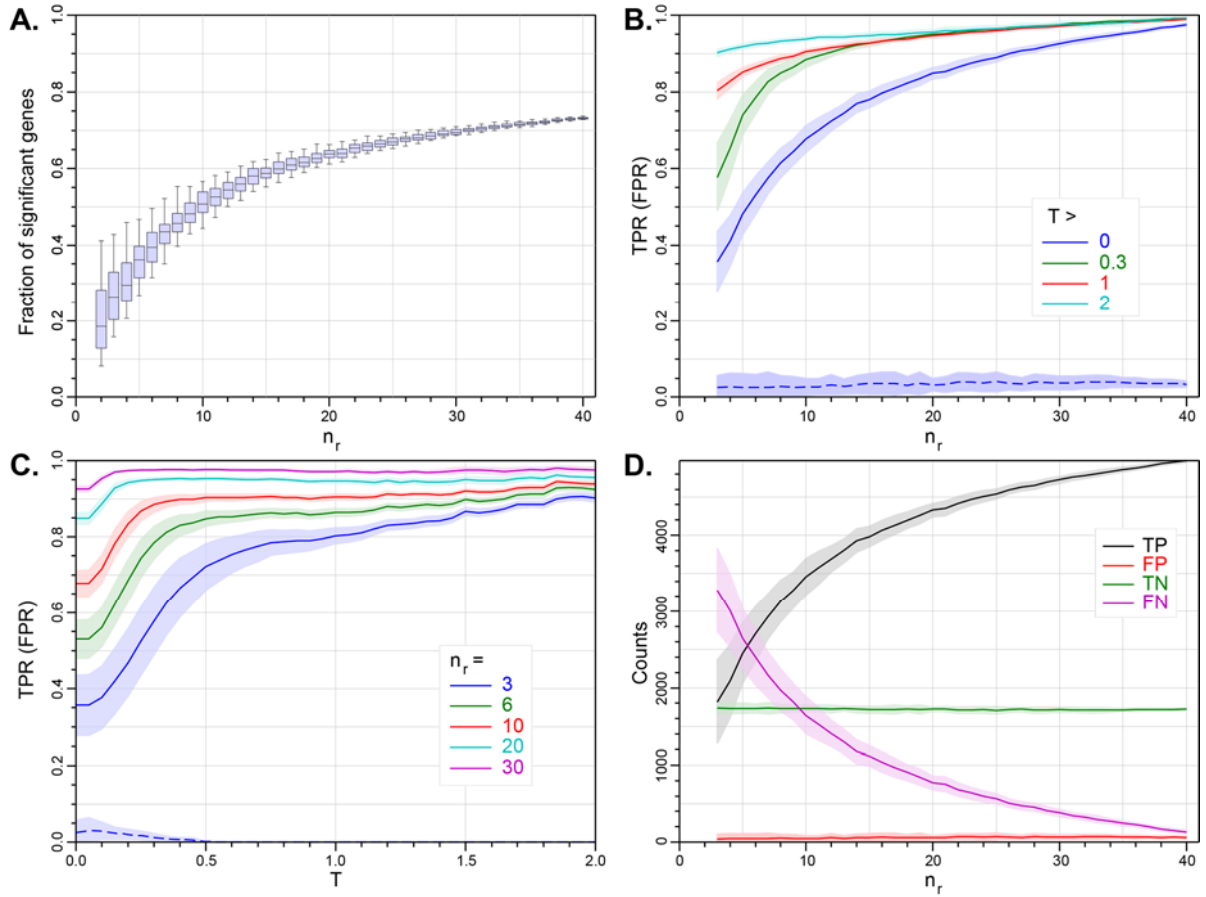 A.
Fraction of significant genes
0.0 0.2 0.4 0.6 0.8 1.0
0 10 20 30 40
n_r
B.
TPR (FPR)
0.0 0.2 0.4 0.6 0.8 1.0
T >
0
0.3
1
2
0 10 20 30 40
n_r
C.
TPR (FPR)
0.0 0.2 0.4 0.6 0.8 1.0
n_r =
3
6
10
20
30
0.0 0.5 1.0 1.5 2.0
T
D.
Counts
0 1000 2000 3000 4000
TP
FP
TN
FN
0 10 20 30 40
n_r